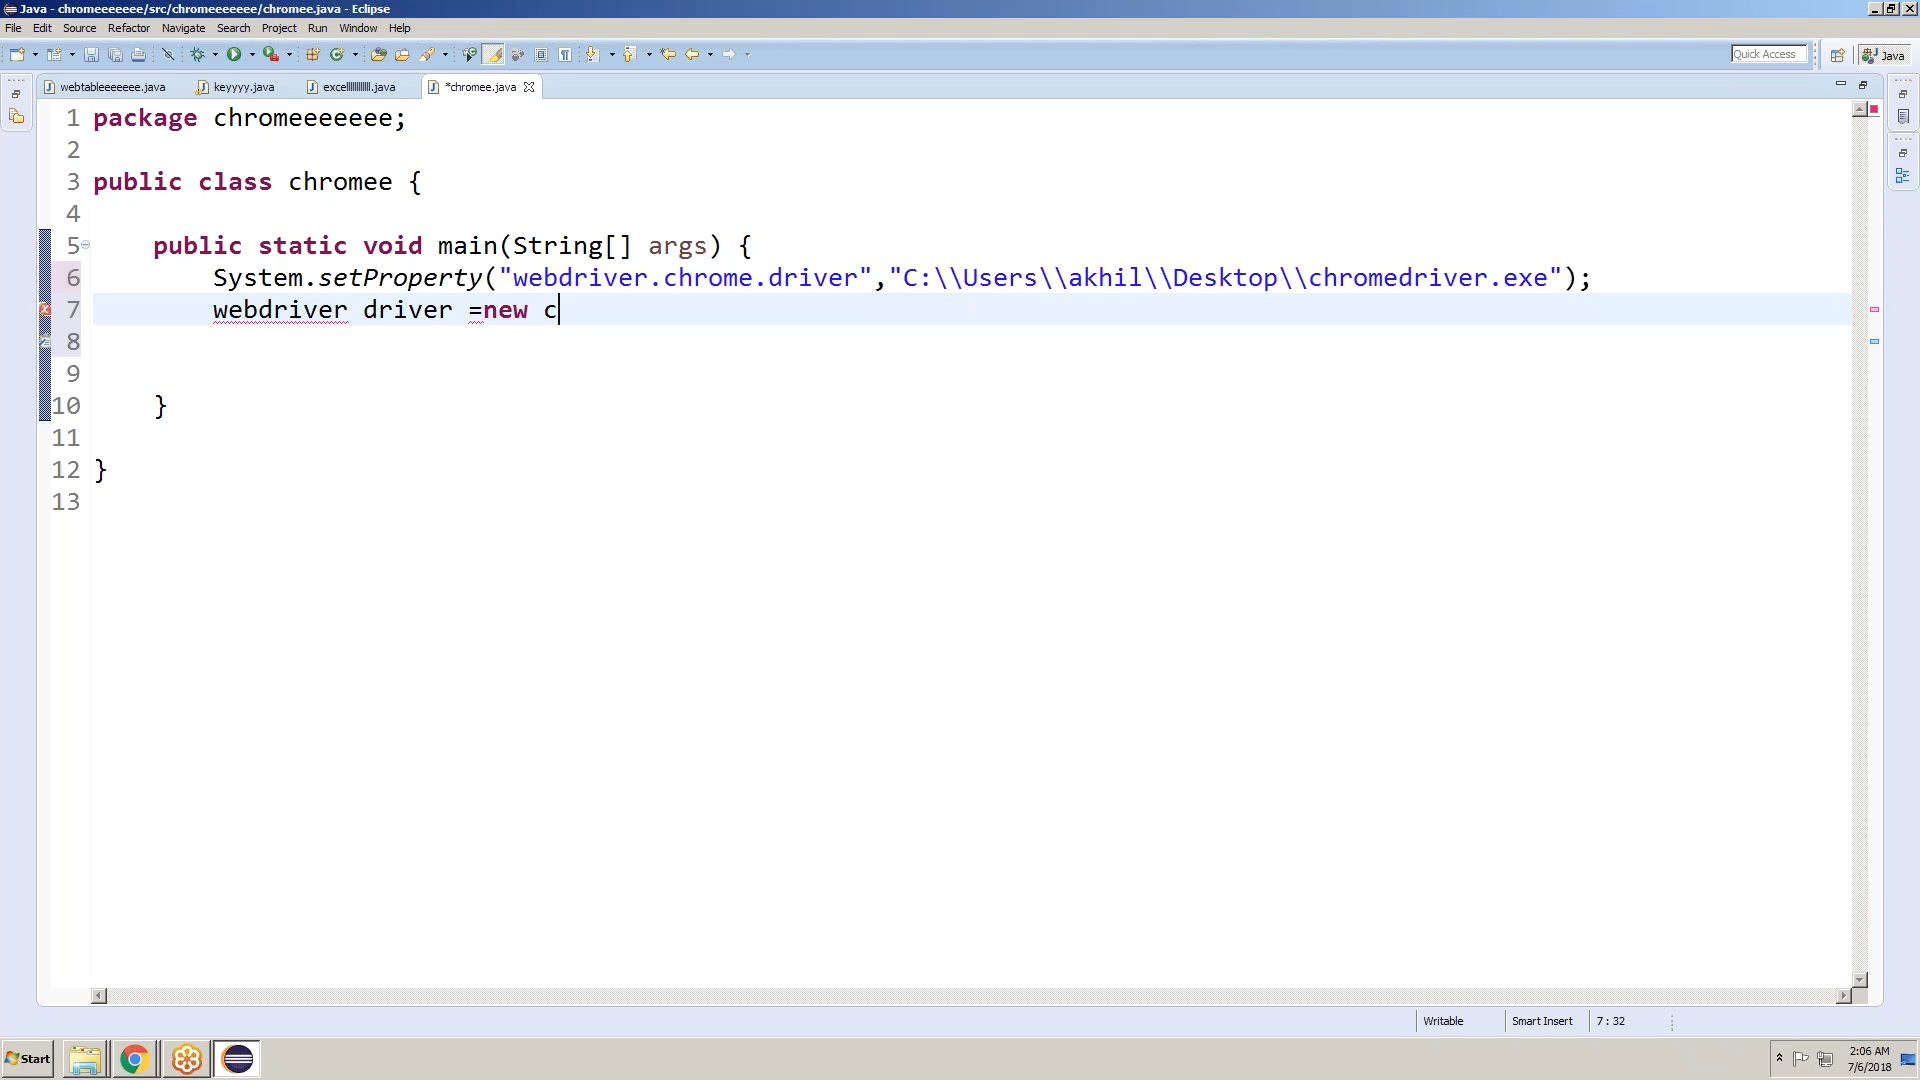 Java - chromeeeeeee/src/chromeeeeeee/chromee.java - Eclipse
File Edit Source Refactor Navigate Search Project Run Window Help
Quick Access Java
webtableeeeeee.java keyyyy.java *chromee.java
1 package chromeeeeeee;
2
3 public class chromee {
4
5 public static void main(String[] args) {
6 System.setProperty("webdriver.chrome.driver","C:\\Users\\akhil\\Desktop\\chromedriver.exe");
7 webdriver driver =new c
8
9
10 }
11
12 }
13
Writable Smart Insert 7 : 32
Start 2:06 AM
7/6/2018